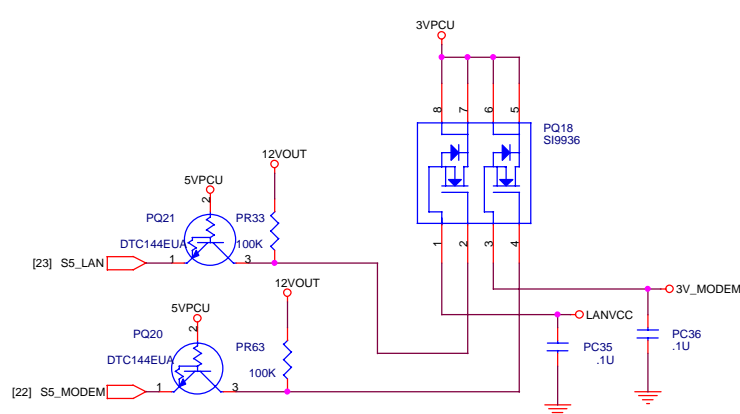 3VPCU
8 7 6 5
PQ18
SI9936
12VOUT
5VPCU
2
PQ21
PR33
DTC144EUA
100K
[23] S5_LAN
1
3
1 2 3 4
12VOUT
3V_MODEM
5VPCU
LANVCC
2
PQ20
PR63
PC35
.1U
PC36
.1U
DTC144EUA
100K
[22] S5_MODEM
1
3